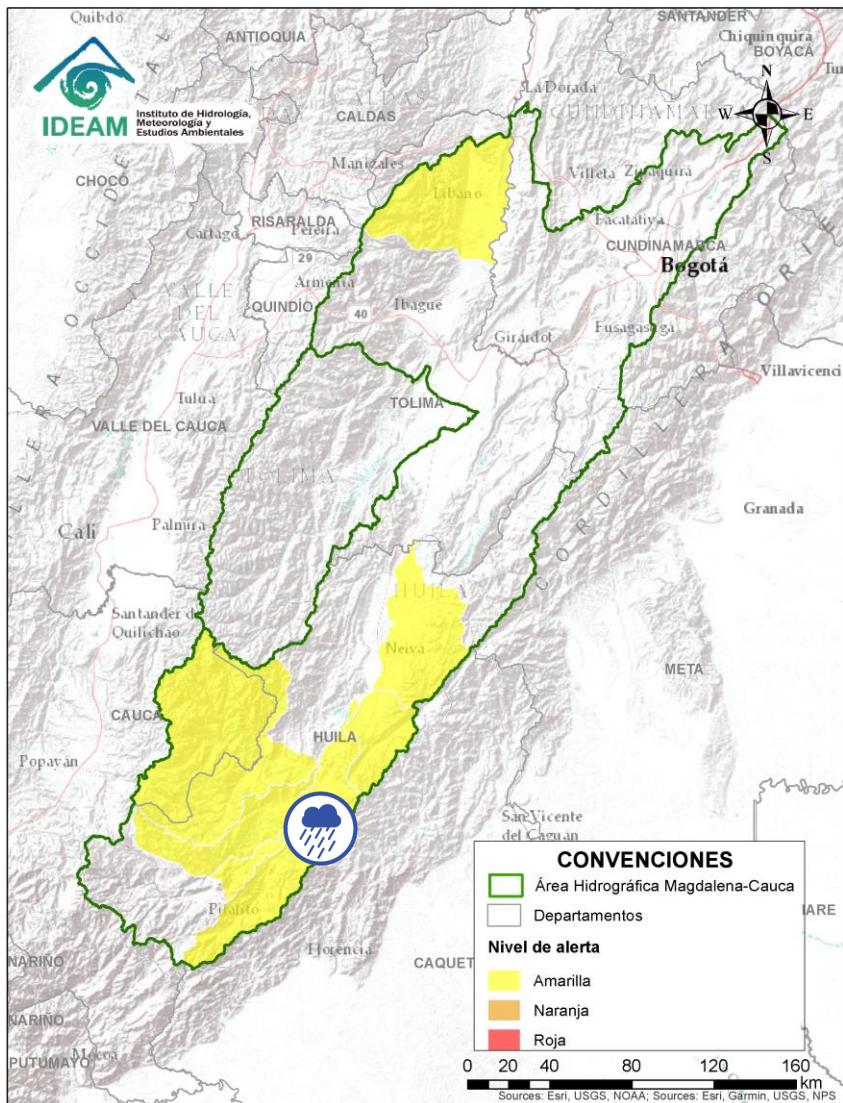 SANTANDER
ANTIOQUIA
Chiquinquirá
BOYACÁ
N
W
E
S
IDEAM
Instituto de Hidrología,
Meteorología y
Estudios Ambientales
La Dorada
CALDAS
Manizales
Líbano
Villeta
Zipaquirá
CHOCÓ
RISARALDA
Cartago
Pereira
Facatativá
CUNDINAMARCA
Bogotá
29
Armenia
QUINDÍO
40
Ibagué
Girardot
Fusagasugá
VALLE
DEL
CAUCA
Villavicenci
Tuluá
TOLIMA
VALLE DEL CAUCA
TOLIMA
CORDILLERA ORIE
Granada
Cali
Palmira
HUILA
Santander de
Quilichao
Neiva
META
CAUCA
HUILA
Popayán
San Vicente
del Caguán
Pitalito
Florencia
NARIÑO
CAQUET
IARE
NARIÑO
PUTUMAYO
Mocoa
CONVENCIONES
Área Hidrográfica Magdalena-Cauca
Departamentos
Nivel de alerta
Amarilla
Naranja
Roja
0 20 40 80 120 160
km
Sources: Esri, USGS, NOAA; Sources: Esri, Garmin, USGS, NPS